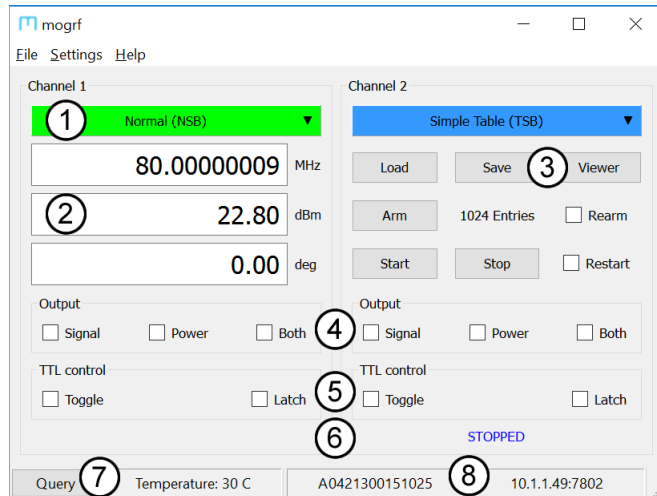 mogrf
File Settings Help
Channel 1
1 Normal (NSB)
80.00000009 MHz
2 22.80 dBm
0.00 deg
Output
Signal Power Both
TTL control
Toggle Latch
Channel 2
Simple Table (TSB)
Load Save 3 Viewer
Arm 1024 Entries Rearm
Start Stop Restart
Output
4 Signal Power Both
TTL control
5 Toggle Latch
6 STOPPED
Query 7 Temperature: 30 C A0421300151025 8 10.1.1.49:7802